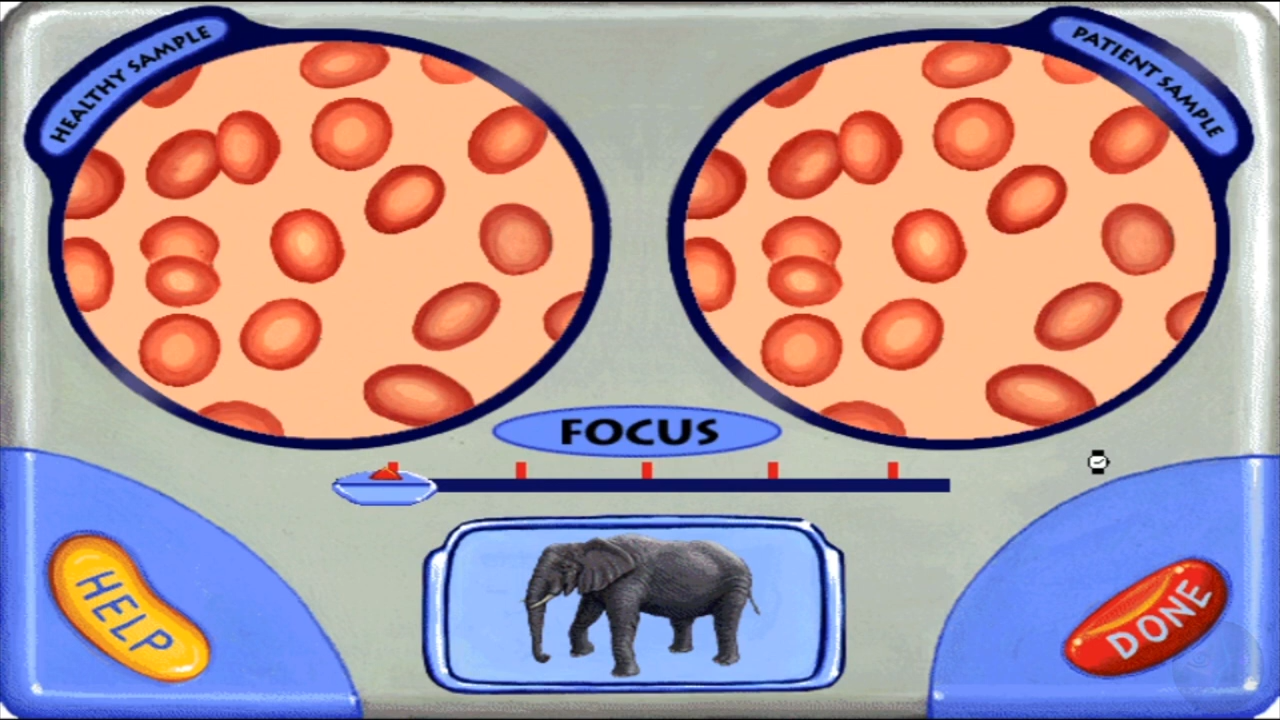 HEALTHY SAMPLE
PATIENT SAMPLE
FOCUS
HELP
DONE